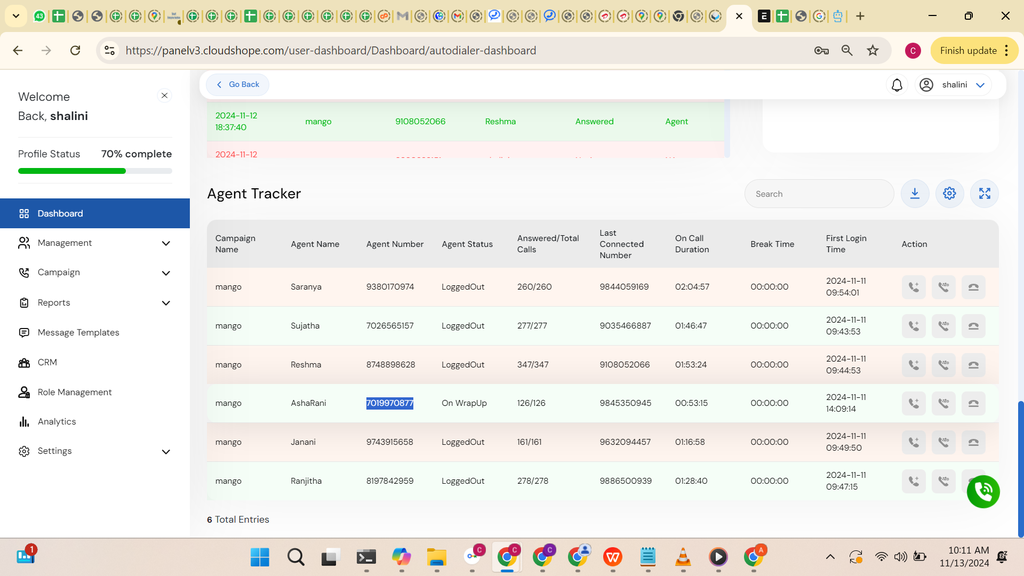 https://panelv3.cloudshope.com/user-dashboard/Dashboard/autodialer-dashboard
Finish update
Welcome
Back, shalini
Profile Status 70% complete
Dashboard
Management
Campaign
Reports
Message Templates
CRM
Role Management
Analytics
Settings
Go Back
shalini
2024-11-12
18:37:40
mango
9108052066
Reshma
Answered
Agent
2024-11-12
Agent Tracker
Search
Campaign Name
Agent Name
Agent Number
Agent Status
Answered/Total Calls
Last Connected Number
On Call Duration
Break Time
First Login Time
Action
mango Saranya 9380170974 LoggedOut 260/260 9844059169 02:04:57 00:00:00 2024-11-11 09:54:01
mango Sujatha 7026565157 LoggedOut 277/277 9035466887 01:46:47 00:00:00 2024-11-11 09:43:53
mango Reshma 8748898628 LoggedOut 347/347 9108052066 01:53:24 00:00:00 2024-11-11 09:44:53
mango AshaRani 7019970877 On WrapUp 126/126 9845350945 00:53:15 00:00:00 2024-11-11 14:09:14
mango Janani 9743915658 LoggedOut 161/161 9632094457 01:16:58 00:00:00 2024-11-11 09:49:50
mango Ranjitha 8197842959 LoggedOut 278/278 9886500939 01:28:40 00:00:00 2024-11-11 09:47:15
6 Total Entries
10:11 AM
11/13/2024